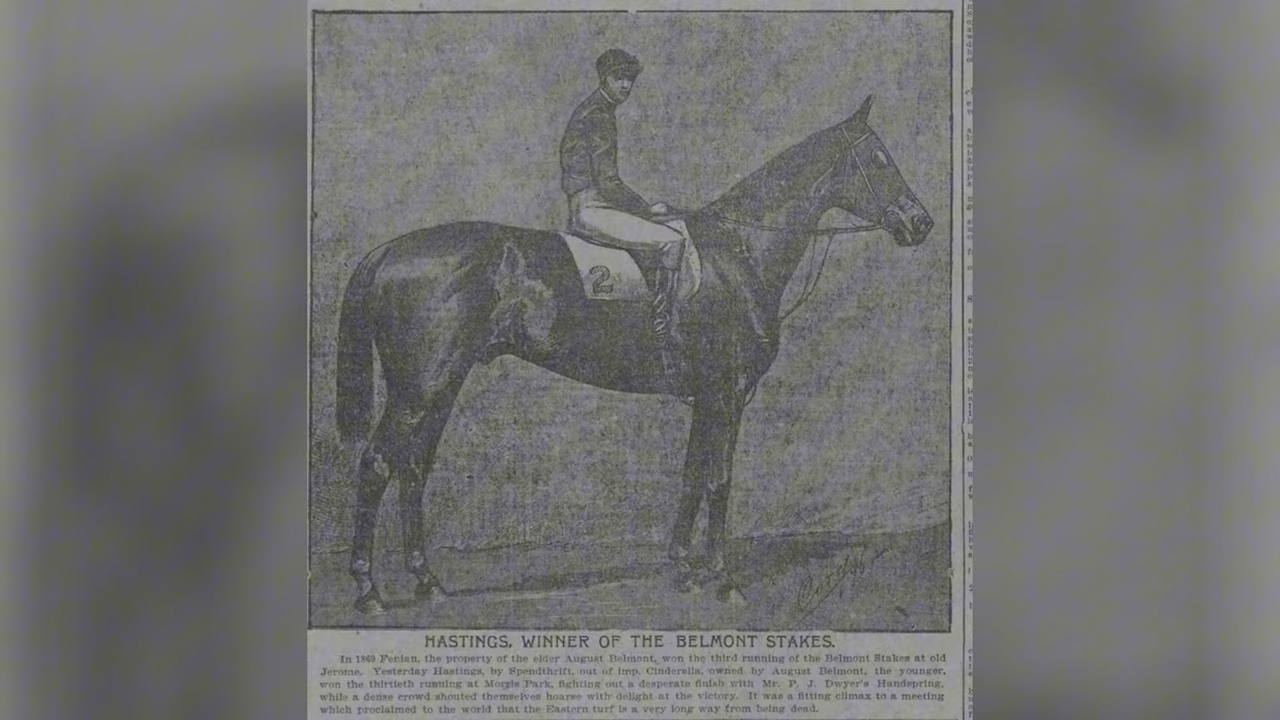 2
HASTINGS, WINNER OF THE BELMONT STAKES.
In 1869 Fenian, the property of the elder August Belmont, won the third running of the Belmont Stakes at old
Jerome. Yesterday Hastings, by Spendthrift, out of imp. Cinderella, owned by August Belmont, the younger,
won the thirtieth running at Morris Park, fighting out a desperate finish with Mr. P. J. Dwyer's Handspring,
while a dense crowd shouted themselves hoarse with delight at the victory. It was a fitting climax to a meeting
which proclaimed to the world that the Eastern turf is a very long way from being dead.